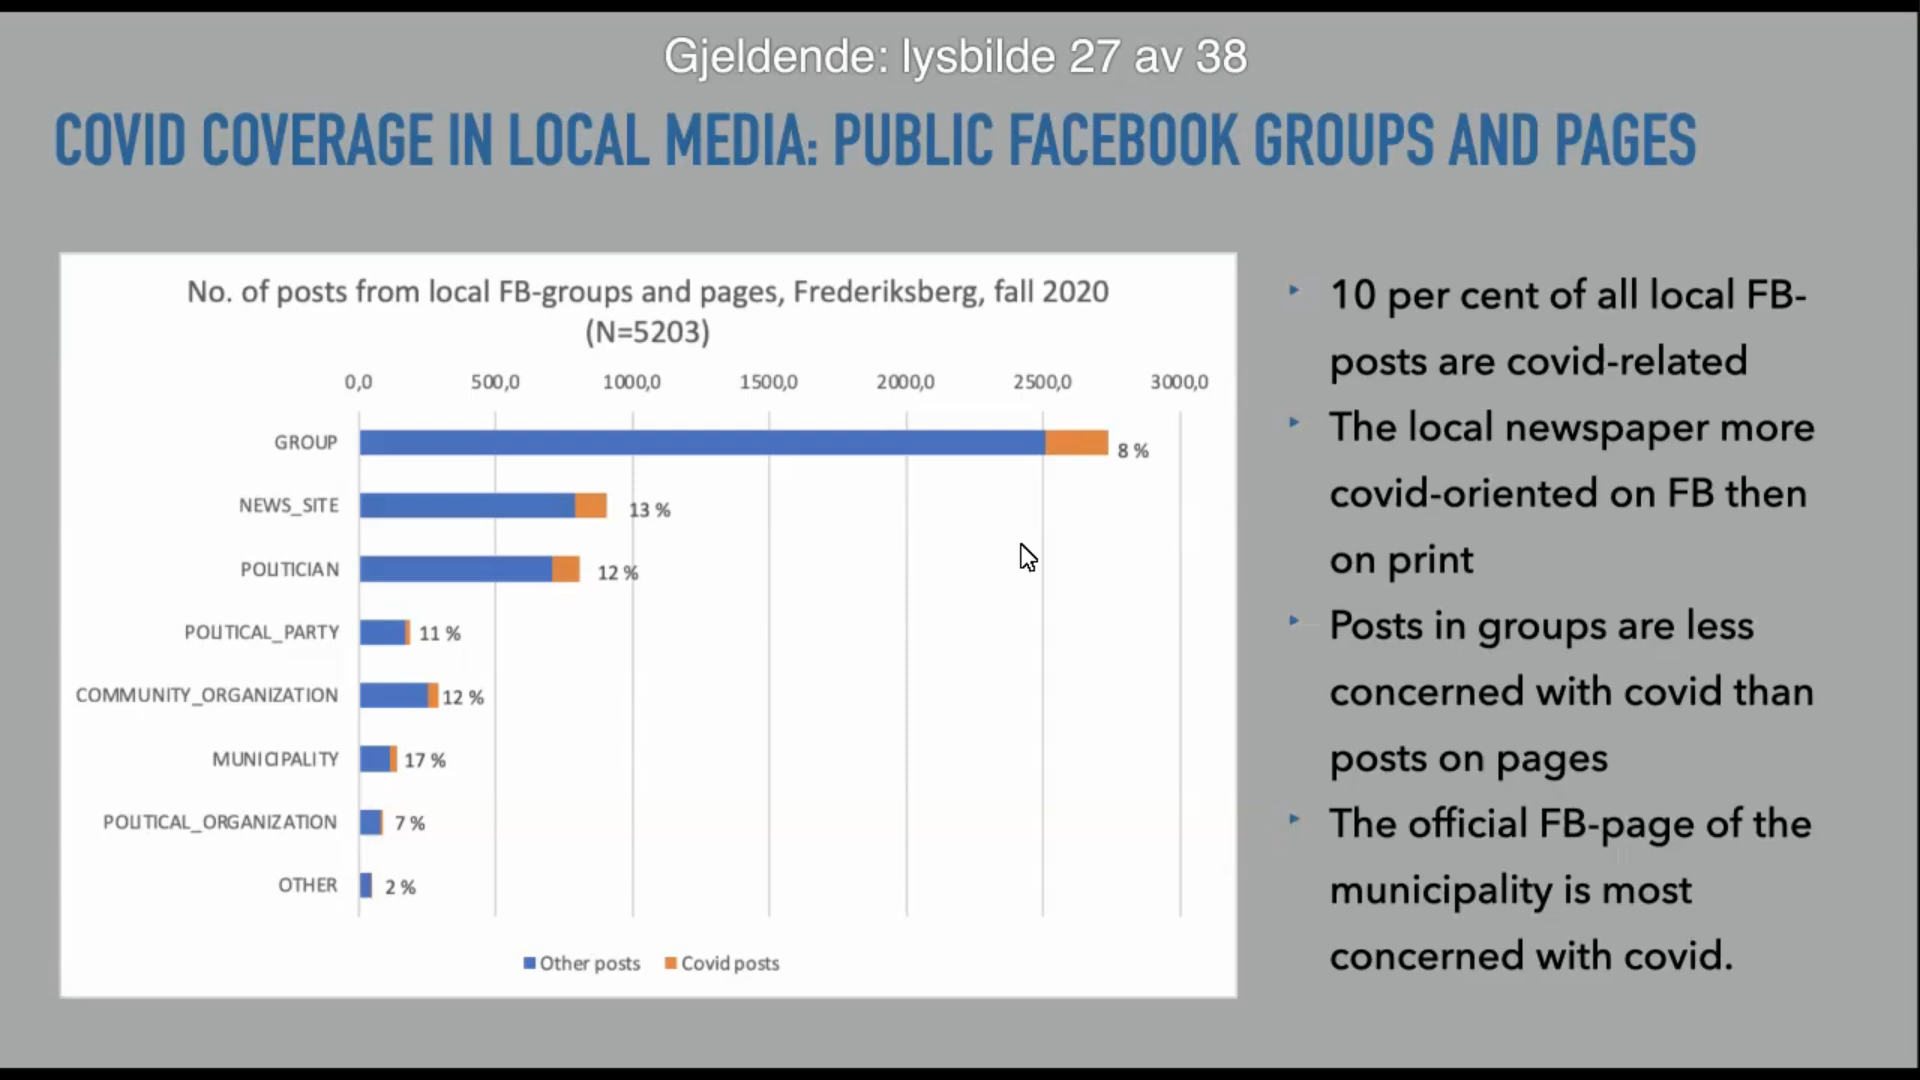 Gjeldende: lysbilde 27 av 38
COVID COVERAGE IN LOCAL MEDIA: PUBLIC FACEBOOK GROUPS AND PAGES
No. of posts from local FB-groups and pages, Frederiksberg, fall 2020
(N=5203)
0,0 500,0 1000,0 1500,0 2000,0 2500,0 3000,0
GROUP 8 %
NEWS_SITE 13 %
POLITICIAN 12 %
POLITICAL_PARTY 11 %
COMMUNITY_ORGANIZATION 12 %
MUNICIPALITY 17 %
POLITICAL_ORGANIZATION 7 %
OTHER 2 %
Other posts Covid posts
10 per cent of all local FB-
posts are covid-related
The local newspaper more
covid-oriented on FB then
on print
Posts in groups are less
concerned with covid than
posts on pages
The official FB-page of the
municipality is most
concerned with covid.